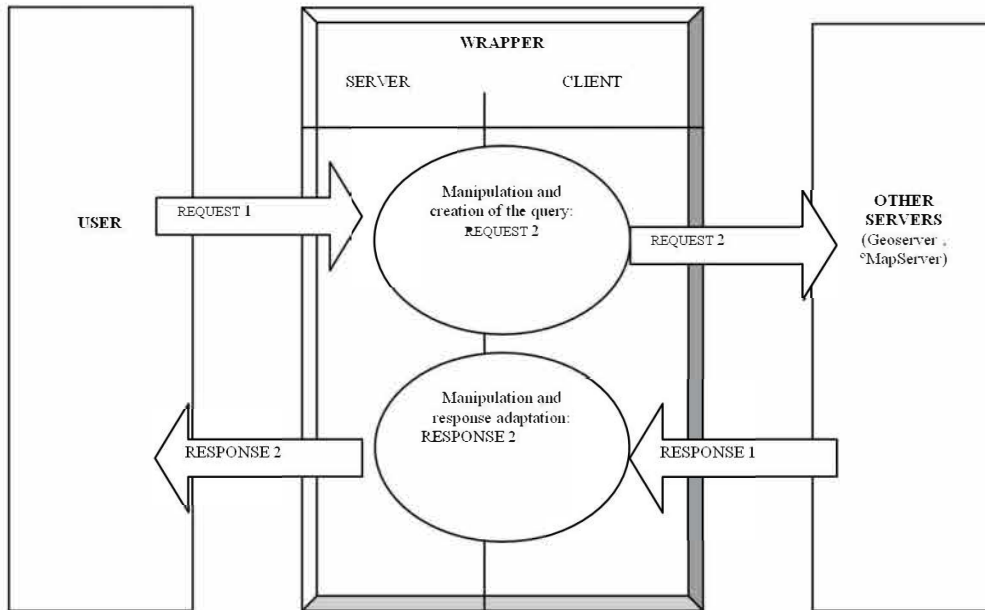 WRAPPER
SERVER
CLIENT
USER
REQUEST 1
Manipulation and
creation of the query:
REQUEST 2
REQUEST 2
OTHER
SERVERS
(Geoserver ,
°MapServer)
Manipulation and
response adaptation:
RESPONSE 2
RESPONSE 2
RESPONSE 1